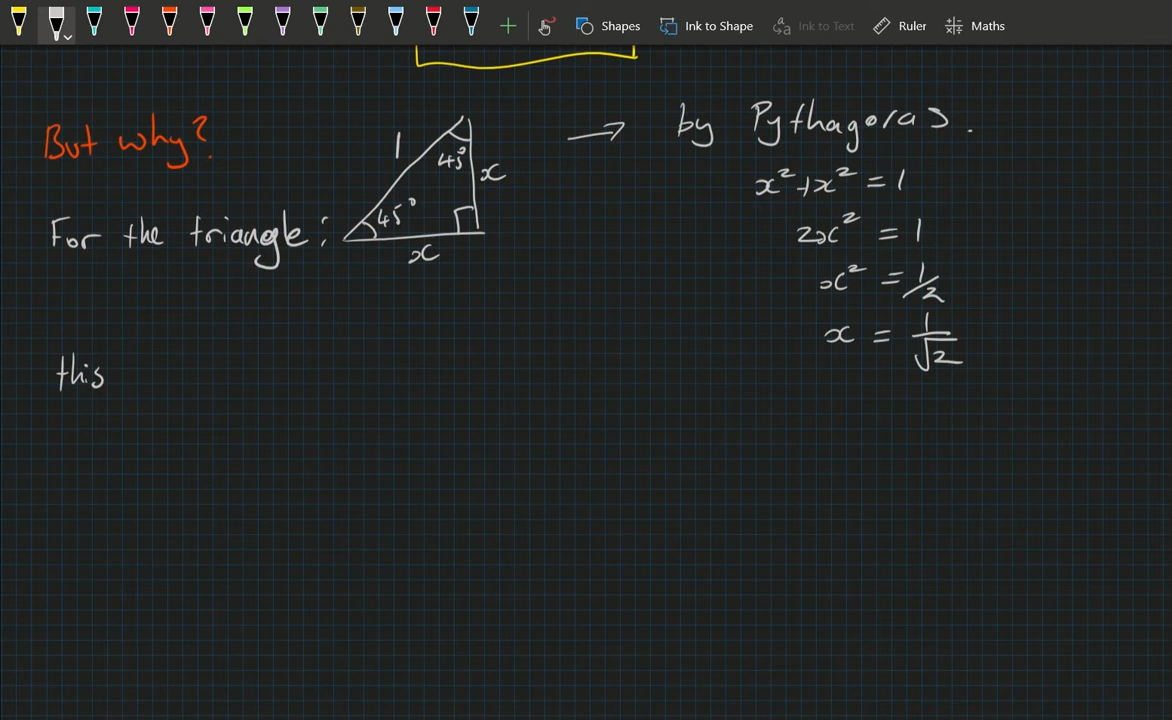 Shapes
Ink to Shape
Ink to Text
Ruler
Maths
But why?
1
45°
x
45°
x
For the triangle:
→ by Pythagoras.
x²+x² = 1
2x² = 1
x² = 1/2
x = 1/√2
this